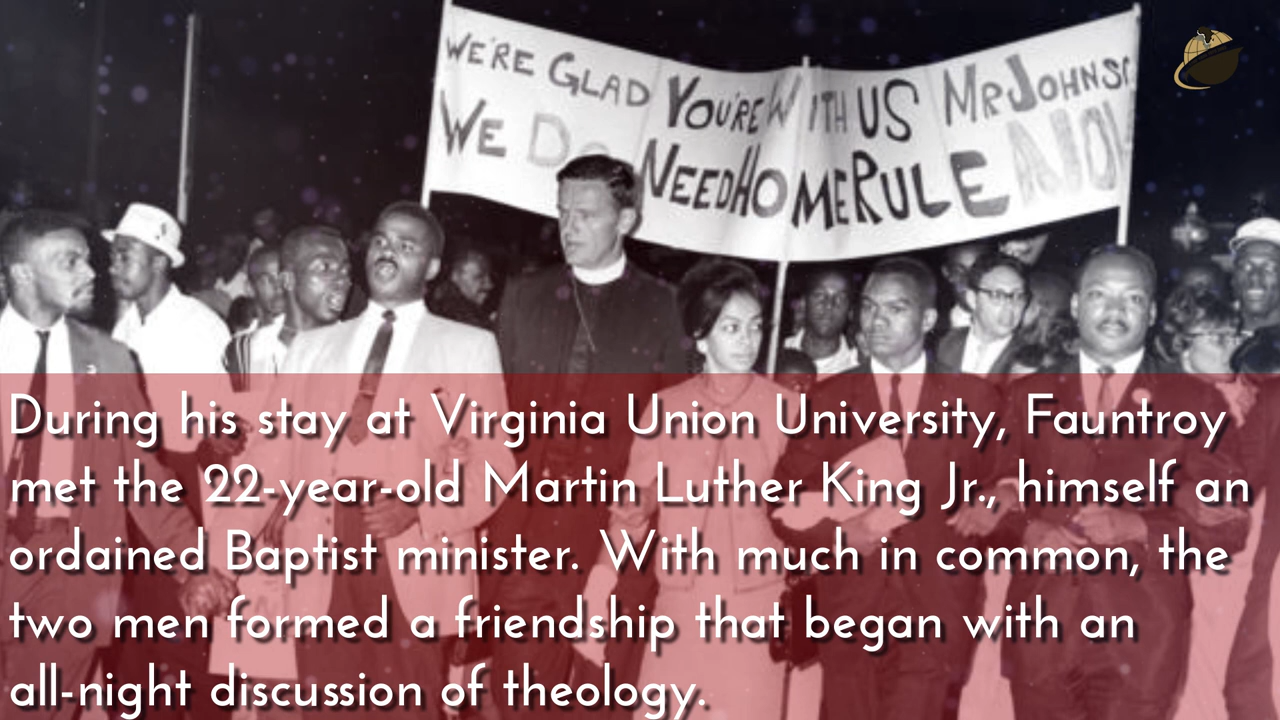 WE'RE GLAD YOU'RE WITH US MR JOHNS
WE DO NEED HOME RULE NOW
During his stay at Virginia Union University, Fauntroy
met the 22-year-old Martin Luther King Jr., himself an
ordained Baptist minister. With much in common, the
two men formed a friendship that began with an
all-night discussion of theology.